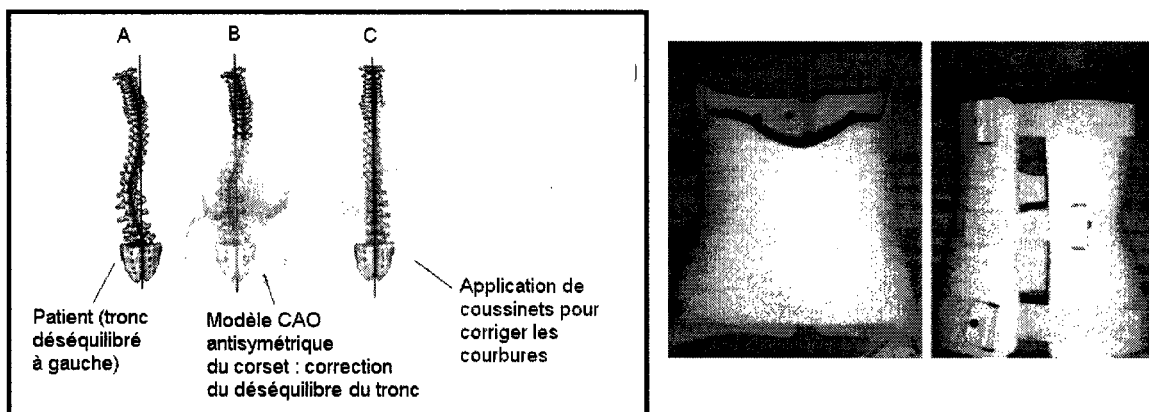 A B C
Patient (tronc
déséquilibré
à gauche)
Modèle CAO
antisymétrique
du corset : correction
du déséquilibre du tronc
Application de
coussinets pour
corriger les
courbures